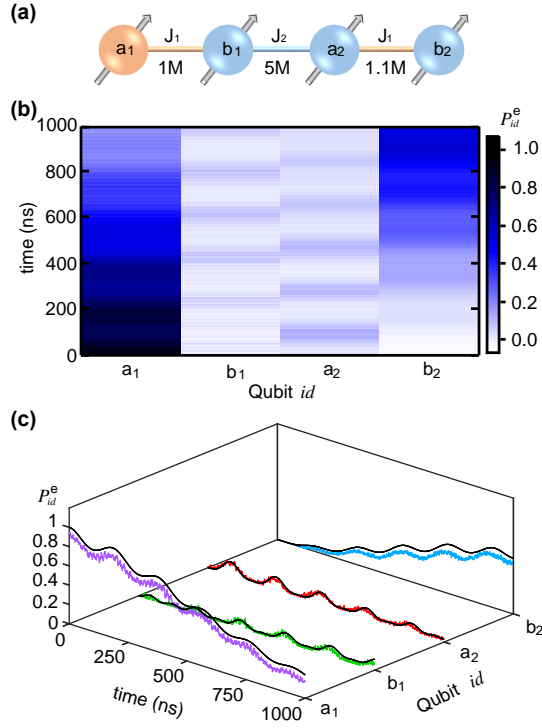 (a)
J₁ J₂ J₁
a₁ b₁ a₂ b₂
1M 5M 1.1M
(b)
P_id^e
1000
800
600
400
200
0
time (ns)
a₁ b₁ a₂ b₂
Qubit id
1.0
0.8
0.6
0.4
0.2
0.0
(c)
P_id^e
1
0.8
0.6
0.4
0.2
0
0
250
500
750
1000
time (ns)
a₁
b₁
a₂
b₂
Qubit id